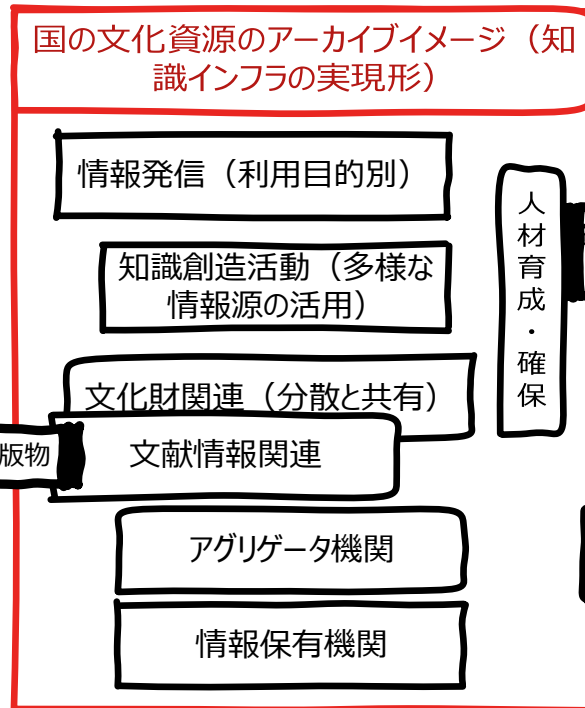 国の文化資源のアーカイブイメージ（知
識インフラの実現形）
情報発信（利用目的別）
知識創造活動（多様な
情報源の活用）
人材育成・確保
文化財関連（分散と共有）
版物
文献情報関連
アグリゲータ機関
情報保有機関